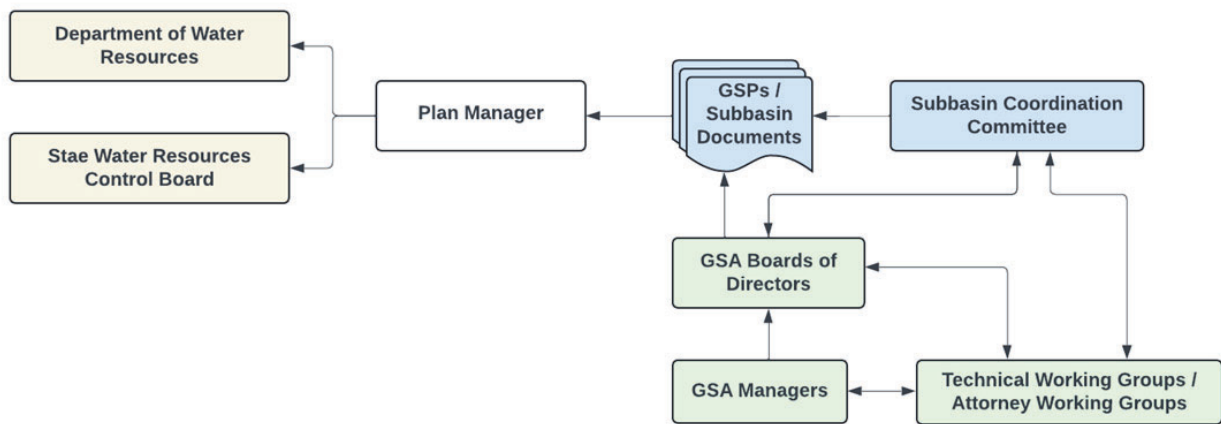 Department of Water
Resources
Stae Water Resources
Control Board
Plan Manager
GSPs /
Subbasin
Documents
Subbasin Coordination
Committee
GSA Boards of
Directors
GSA Managers
Technical Working Groups /
Attorney Working Groups